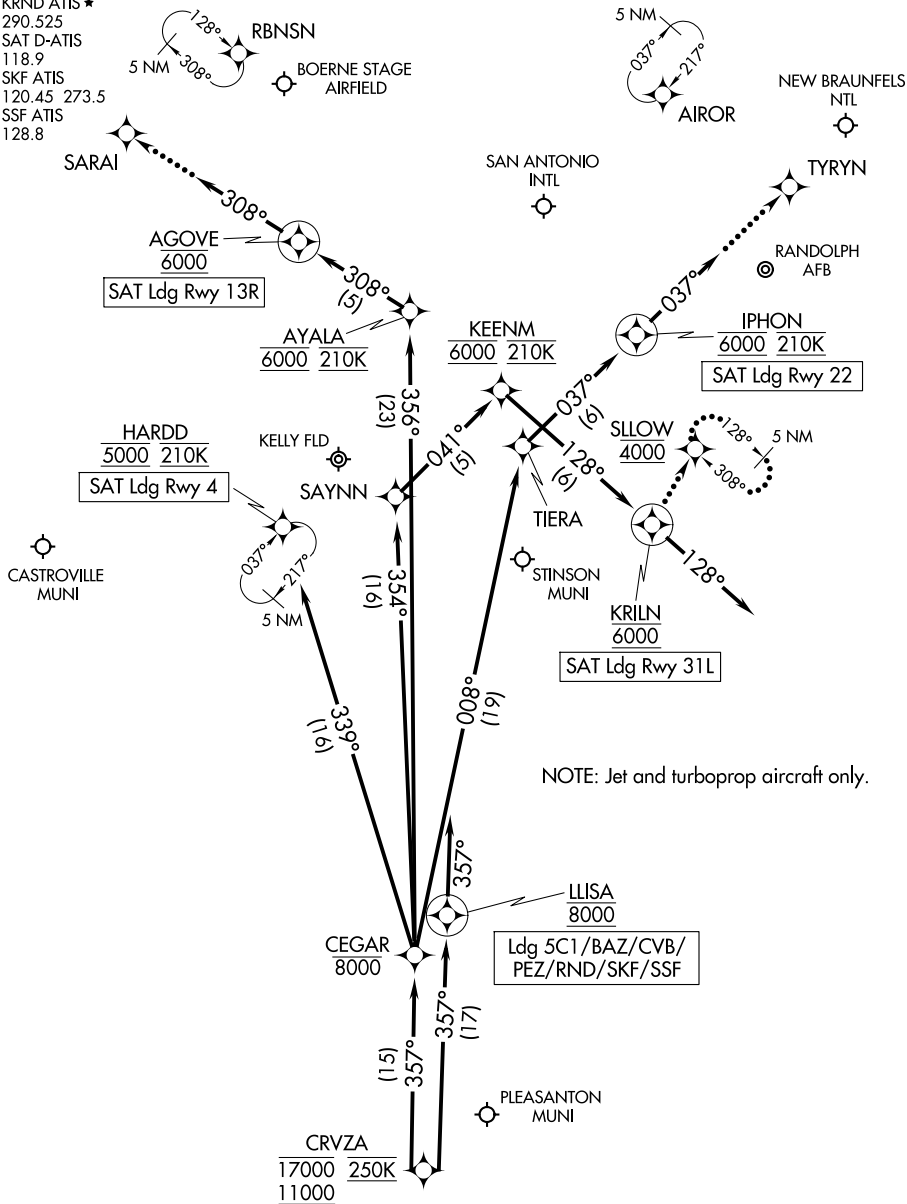 KRND ATIS ★
290.525
SAT D-ATIS
118.9
SKF ATIS
120.45 273.5
SSF ATIS
128.8
128°
308°
5 NM
RBNSN
BOERNE STAGE
AIRFIELD
5 NM
037°
217°
AIROR
NEW BRAUNFELS
NTL
SARAI
SAN ANTONIO
INTL
TYRYN
308°
AGOVE
6000
SAT Ldg Rwy 13R
308°
(5)
RANDOLPH
AFB
037°
AYALA
6000 210K
KEENM
6000 210K
IPHON
6000 210K
SAT Ldg Rwy 22
356°
(23)
037°
(6)
HARDD
5000 210K
SAT Ldg Rwy 4
KELLY FLD
041°
(5)
SLLOW
4000
128°
308°
5 NM
128°
(6)
SAYNN
TIERA
CASTROVILLE
MUNI
037°
217°
5 NM
354°
(16)
STINSON
MUNI
128°
KRILN
6000
SAT Ldg Rwy 31L
339°
(16)
008°
(19)
NOTE: Jet and turboprop aircraft only.
357°
LLISA
8000
Ldg 5C1/BAZ/CVB/
PEZ/RND/SKF/SSF
CEGAR
8000
357°
(15)
357°
(17)
PLEASANTON
MUNI
CRVZA
17000 250K
11000